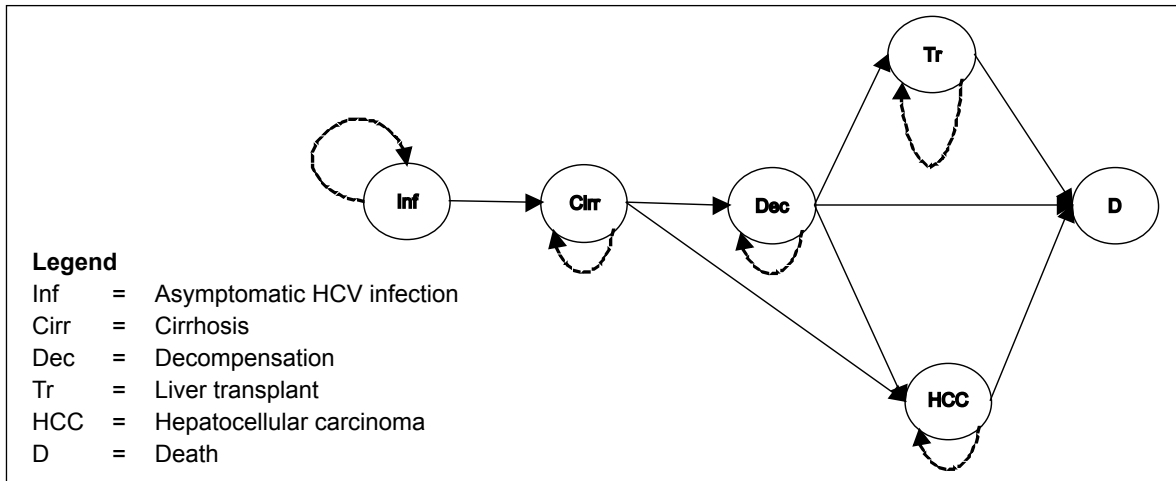 Tr
Inf
Cirr
Dec
D
HCC
Legend
Inf = Asymptomatic HCV infection
Cirr = Cirrhosis
Dec = Decompensation
Tr = Liver transplant
HCC = Hepatocellular carcinoma
D = Death